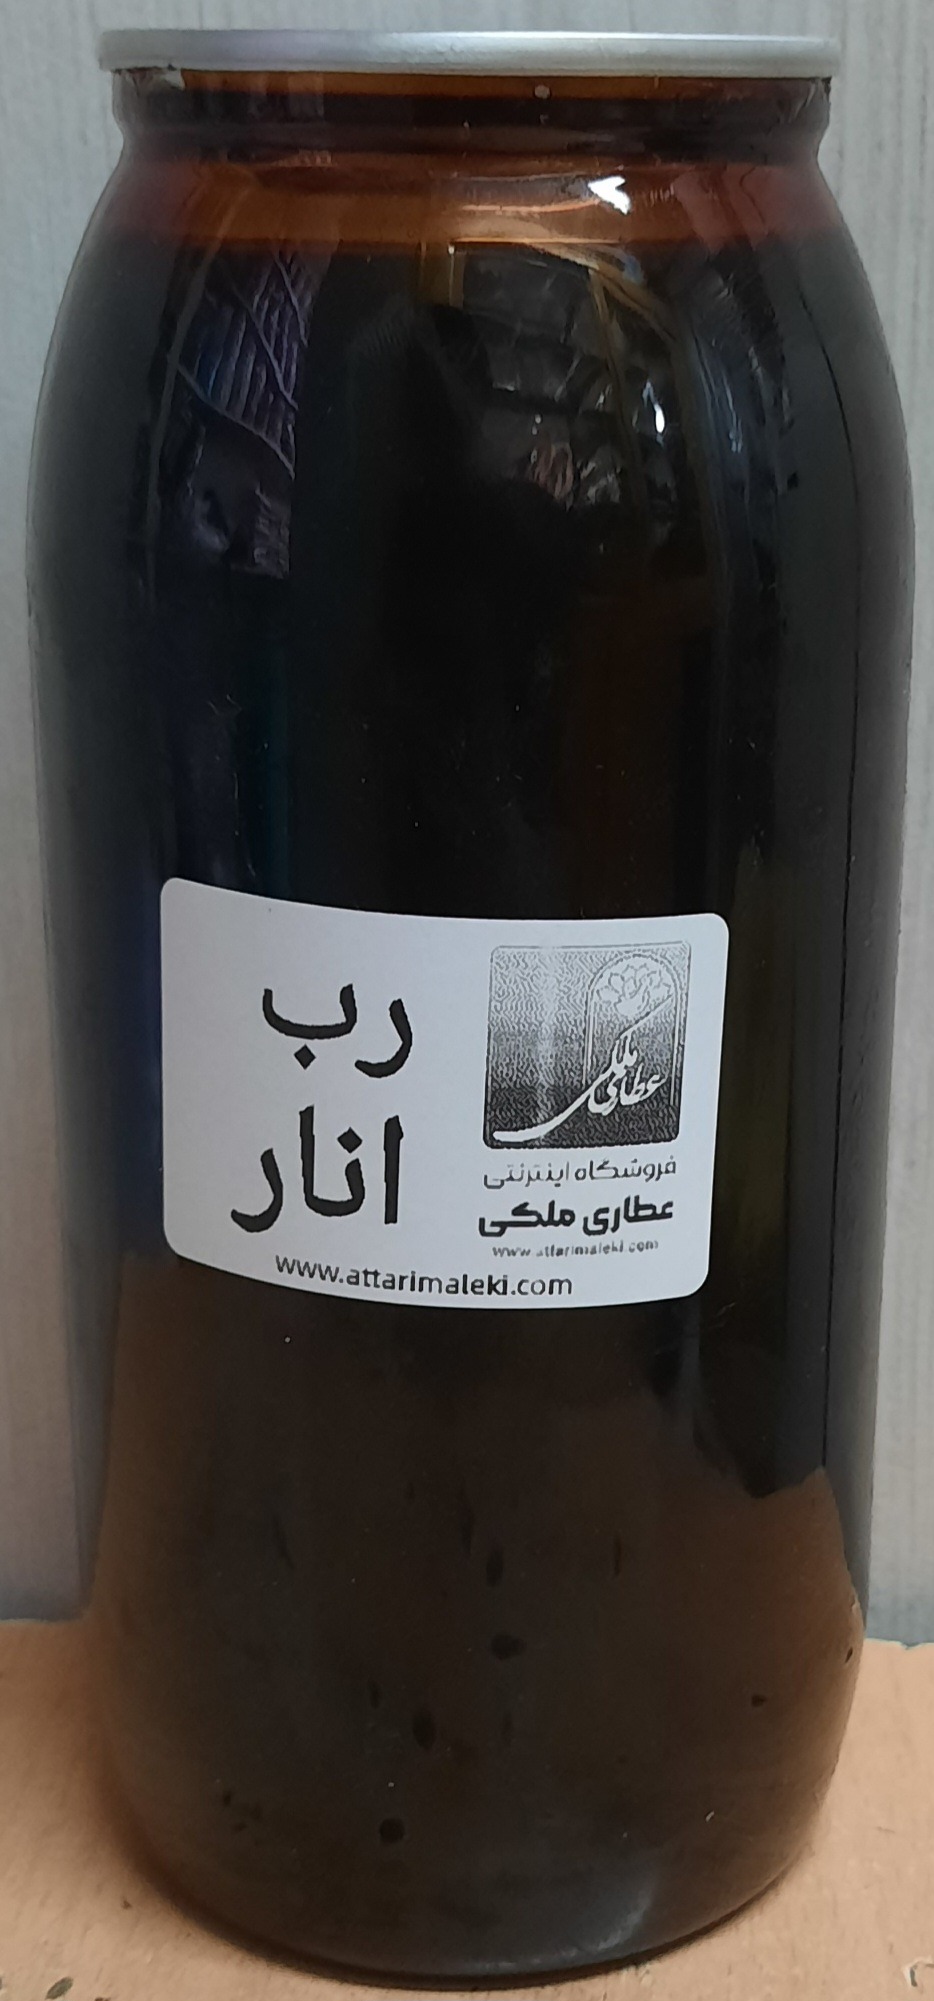 رب
انار
عطاری ملکی
فروشگاه اینترنتی
عطاری ملکی
www.attarimaleki.com
www.attarimaleki.com